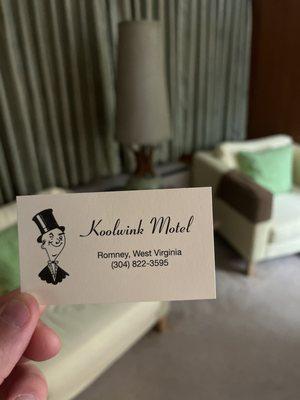 Koolwink Motel
Romney, West Virginia
(304) 822-3595